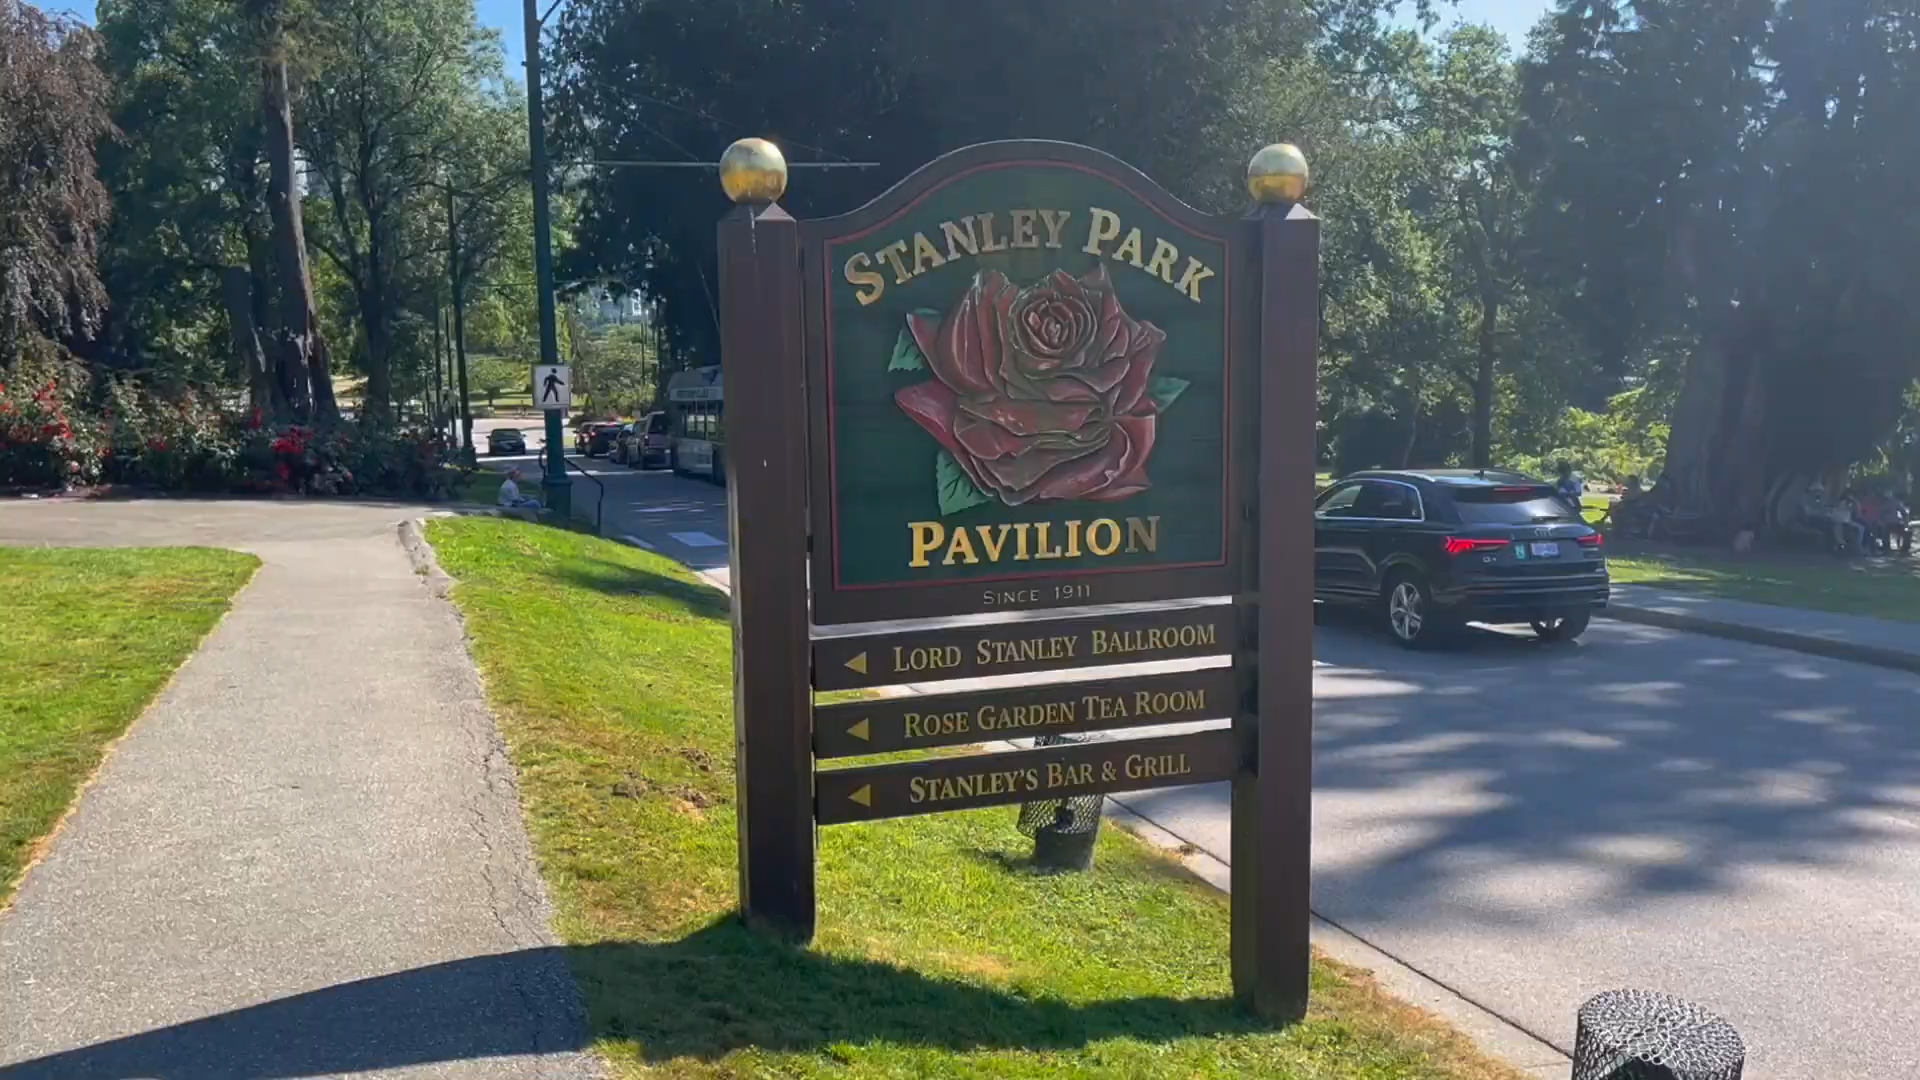 STANLEY PARK
PAVILION
SINCE 1911
LORD STANLEY BALLROOM
ROSE GARDEN TEA ROOM
STANLEY'S BAR & GRILL